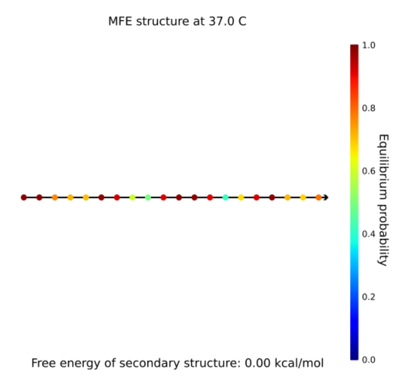 MFE structure at 37.0 C
1.0
0.8
0.6
0.4
0.2
0.0
Equilibrium probability
Free energy of secondary structure: 0.00 kcal/mol